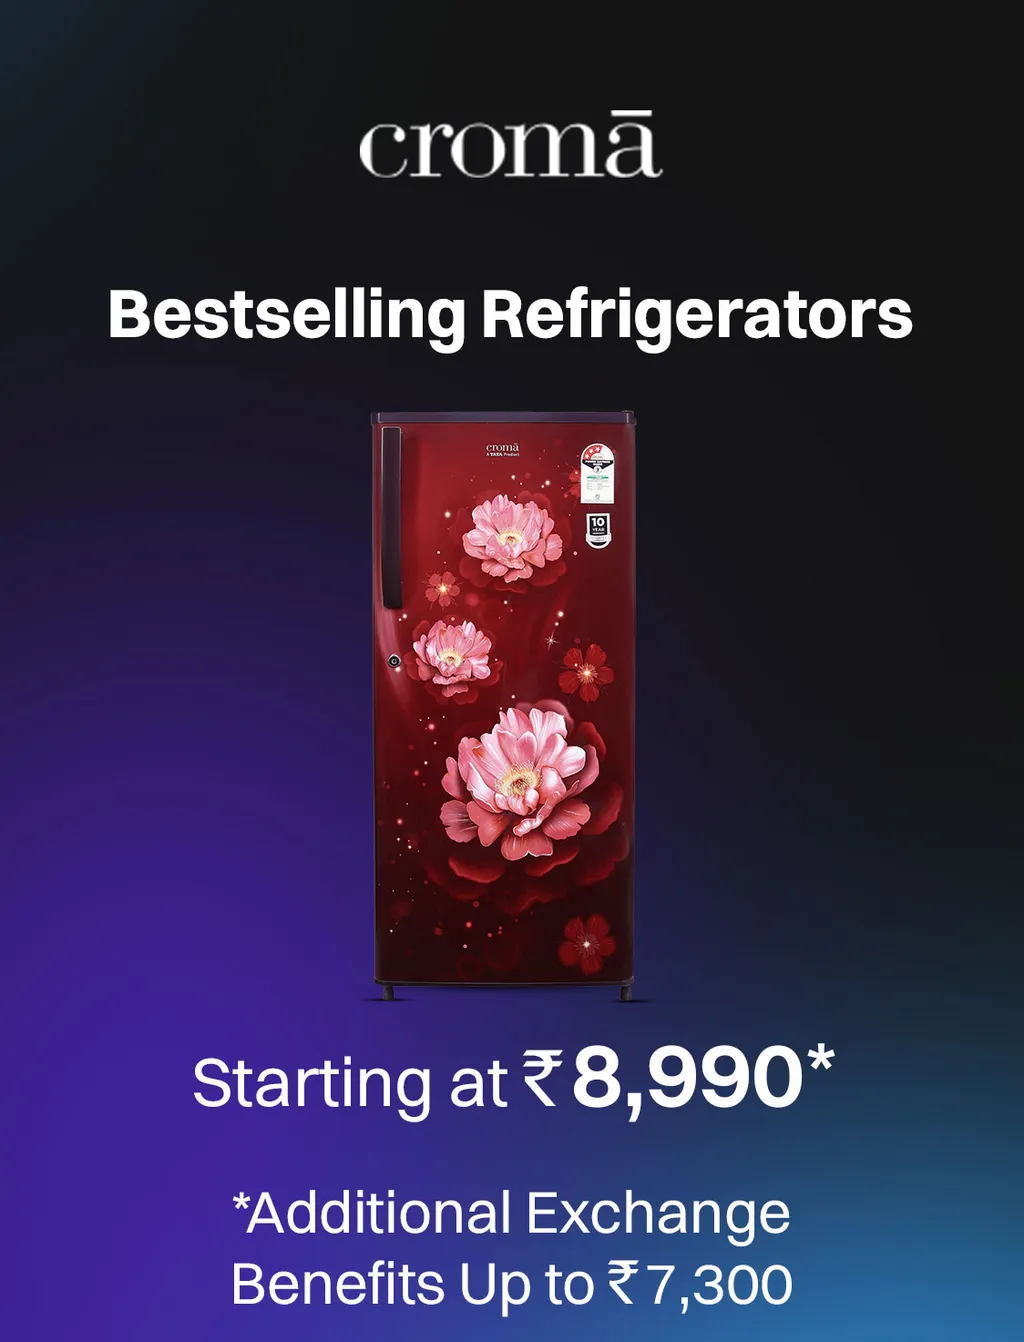 cromā
Bestselling Refrigerators
cromā
A TATA Product
10
YEAR
Starting at ₹8,990*
*Additional Exchange
Benefits Up to ₹7,300